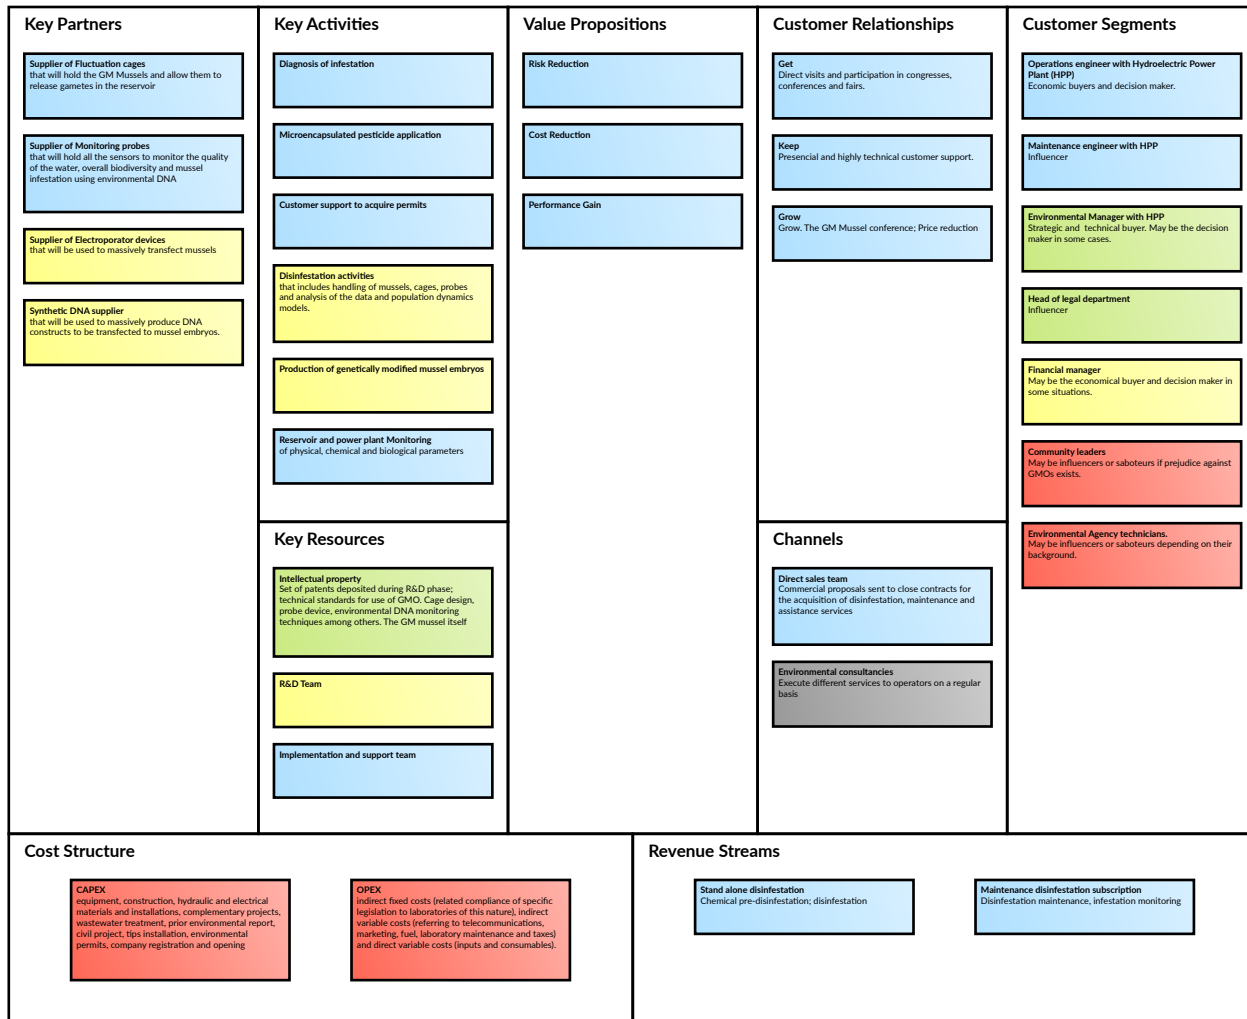 Key Partners
Supplier of Fluctuation cages
that will hold the GM Mussels and allow them to
release gametes in the reservoir
Supplier of Monitoring probes
that will hold all the sensors to monitor the quality
of the water, overall biodiversity and mussel
infestation using environmental DNA
Supplier of Electroporator devices
that will be used to massively transfect mussels
Synthetic DNA supplier
that will be used to massively produce DNA
constructs to be transfected to mussel embryos.
Key Activities
Diagnosis of infestation
Microencapsulated pesticide application
Customer support to acquire permits
Disinfestation activities
that includes handling of mussels, cages, probes
and analysis of the data and population dynamics
models.
Production of genetically modified mussel embryos
Reservoir and power plant Monitoring
of physical, chemical and biological parameters
Key Resources
Intellectual property
Set of patents deposited during R&D phase;
technical standards for use of GMO. Cage design,
probe device, environmental DNA monitoring
techniques among others. The GM mussel itself
R&D Team
Implementation and support team
Value Propositions
Risk Reduction
Cost Reduction
Performance Gain
Customer Relationships
Get
Direct visits and participation in congresses,
conferences and fairs.
Keep
Presencial and highly technical customer support.
Grow
Grow. The GM Mussel conference; Price reduction
Channels
Direct sales team
Commercial proposals sent to close contracts for
the acquisition of disinfestation, maintenance and
assistance services
Environmental consultancies
Execute different services to operators on a regular
basis
Customer Segments
Operations engineer with Hydroelectric Power
Plant (HPP)
Economic buyers and decision maker.
Maintenance engineer with HPP
Influencer
Environmental Manager with HPP
Strategic and technical buyer. May be the decision
maker in some cases.
Head of legal department
Influencer
Financial manager
May be the economical buyer and decision maker in
some situations.
Community leaders
May be influencers or saboteurs if prejudice against
GMOs exists.
Environmental Agency technicians.
May be influencers or saboteurs depending on their
background.
Cost Structure
CAPEX
equipment, construction, hydraulic and electrical
materials and installations, complementary projects,
wastewater treatment, prior environmental report,
civil project, tips installation, environmental
permits, company registration and opening
OPEX
indirect fixed costs (related compliance of specific
legislation to laboratories of this nature), indirect
variable costs (referring to telecommunications,
marketing, fuel, laboratory maintenance and taxes)
and direct variable costs (inputs and consumables).
Revenue Streams
Stand alone disinfestation
Chemical pre-disinfestation; disinfestation
Maintenance disinfestation subscription
Disinfestation maintenance, infestation monitoring